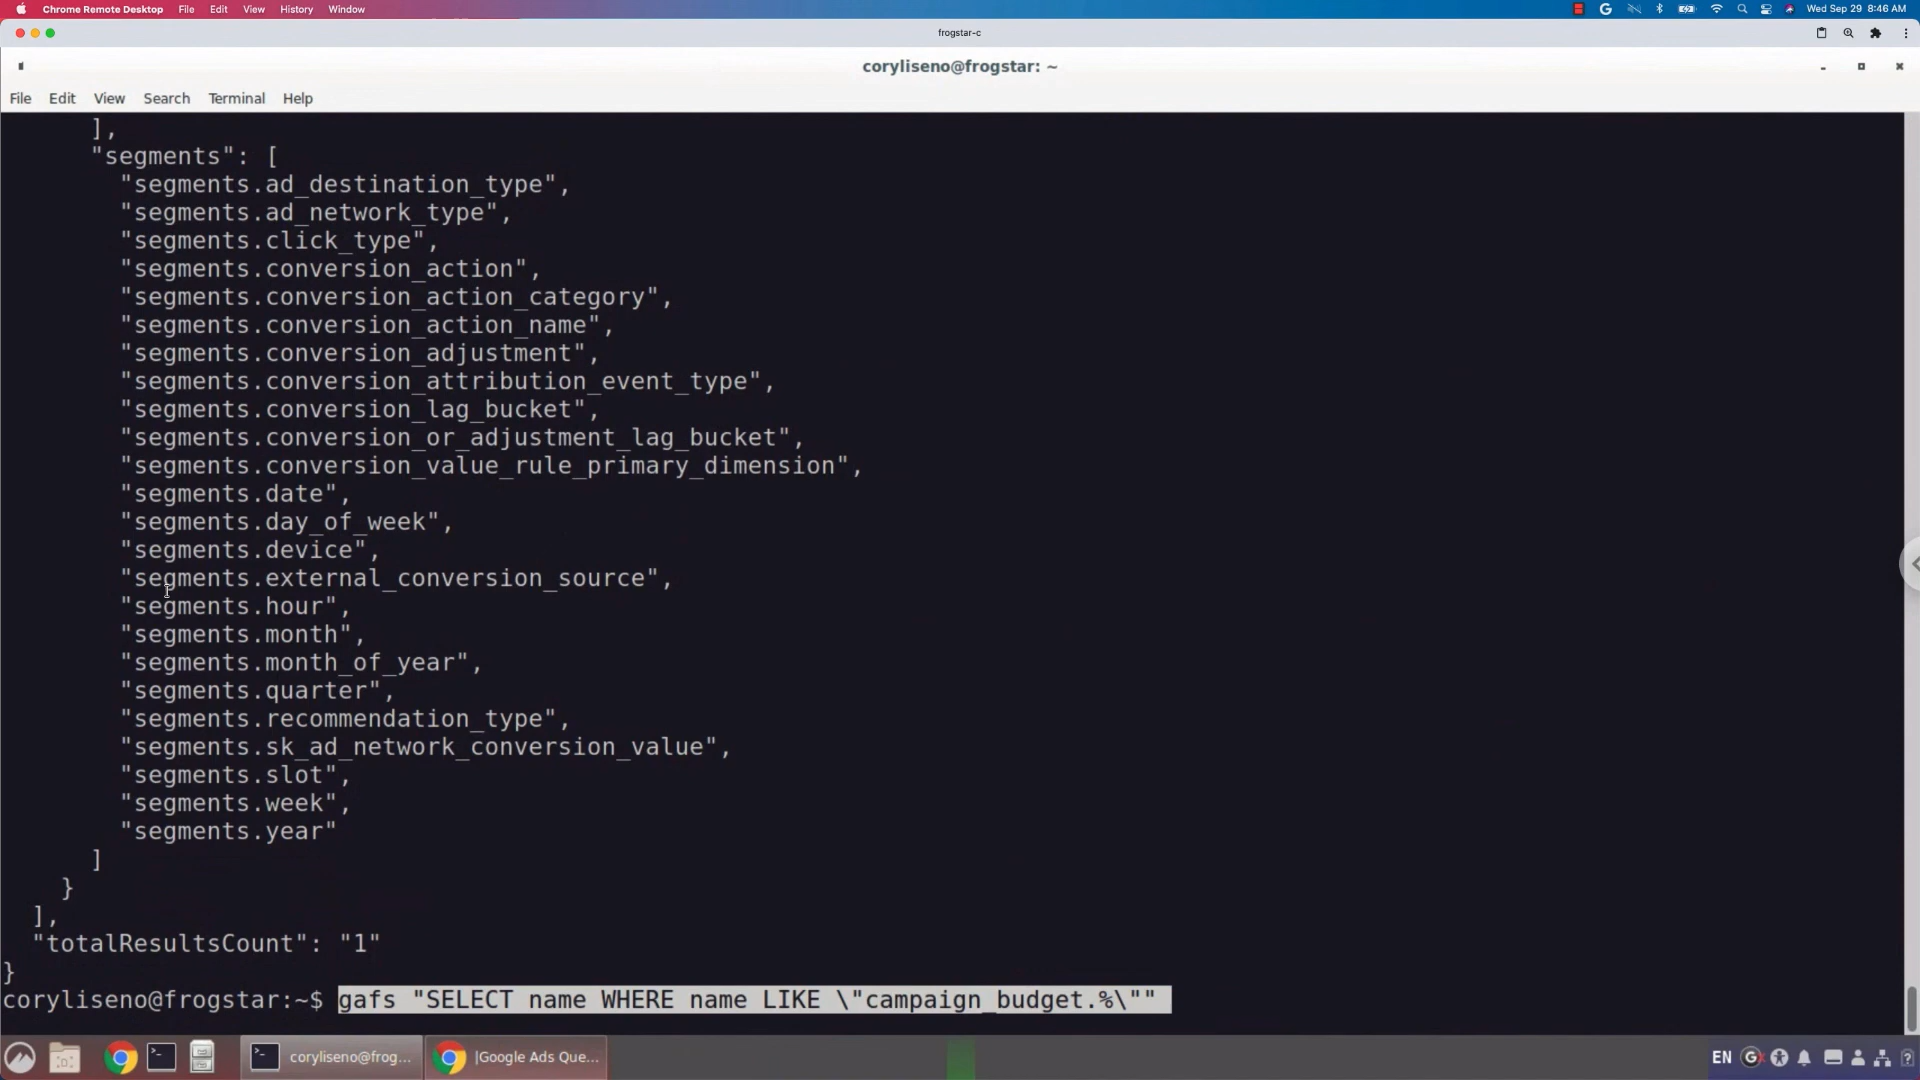 Chrome Remote Desktop File Edit View History Window Wed Sep 29 8:46 AM
frogstar-c
coryliseno@frogstar: ~
File Edit View Search Terminal Help
],
"segments": [
"segments.ad_destination_type",
"segments.ad_network_type",
"segments.click_type",
"segments.conversion_action",
"segments.conversion_action_category",
"segments.conversion_action_name",
"segments.conversion_adjustment",
"segments.conversion_attribution_event_type",
"segments.conversion_lag_bucket",
"segments.conversion_or_adjustment_lag_bucket",
"segments.conversion_value_rule_primary_dimension",
"segments.date",
"segments.day_of_week",
"segments.device",
"segments.external_conversion_source",
"segments.hour",
"segments.month",
"segments.month_of_year",
"segments.quarter",
"segments.recommendation_type",
"segments.sk_ad_network_conversion_value",
"segments.slot",
"segments.week",
"segments.year"
]
}
],
"totalResultsCount": "1"
}
coryliseno@frogstar:~$ gafs "SELECT name WHERE name LIKE \"campaign_budget.%\""
coryliseno@frog... |Google Ads Que... EN